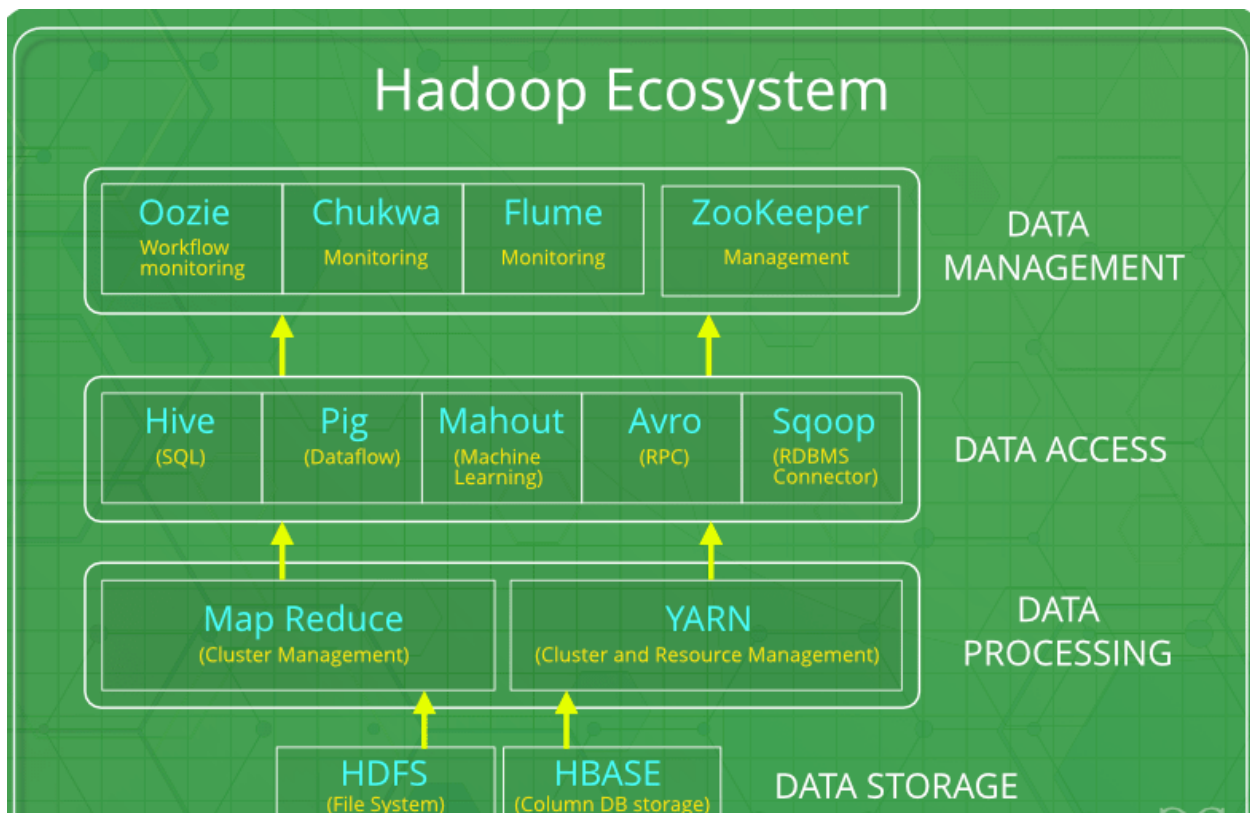 Hadoop Ecosystem
Oozie
Workflow
monitoring
Chukwa
Monitoring
Flume
Monitoring
ZooKeeper
Management
DATA
MANAGEMENT
Hive
(SQL)
Pig
(Dataflow)
Mahout
(Machine
Learning)
Avro
(RPC)
Sqoop
(RDBMS
Connector)
DATA ACCESS
Map Reduce
(Cluster Management)
YARN
(Cluster and Resource Management)
DATA
PROCESSING
HDFS
(File System)
HBASE
(Column DB storage)
DATA STORAGE